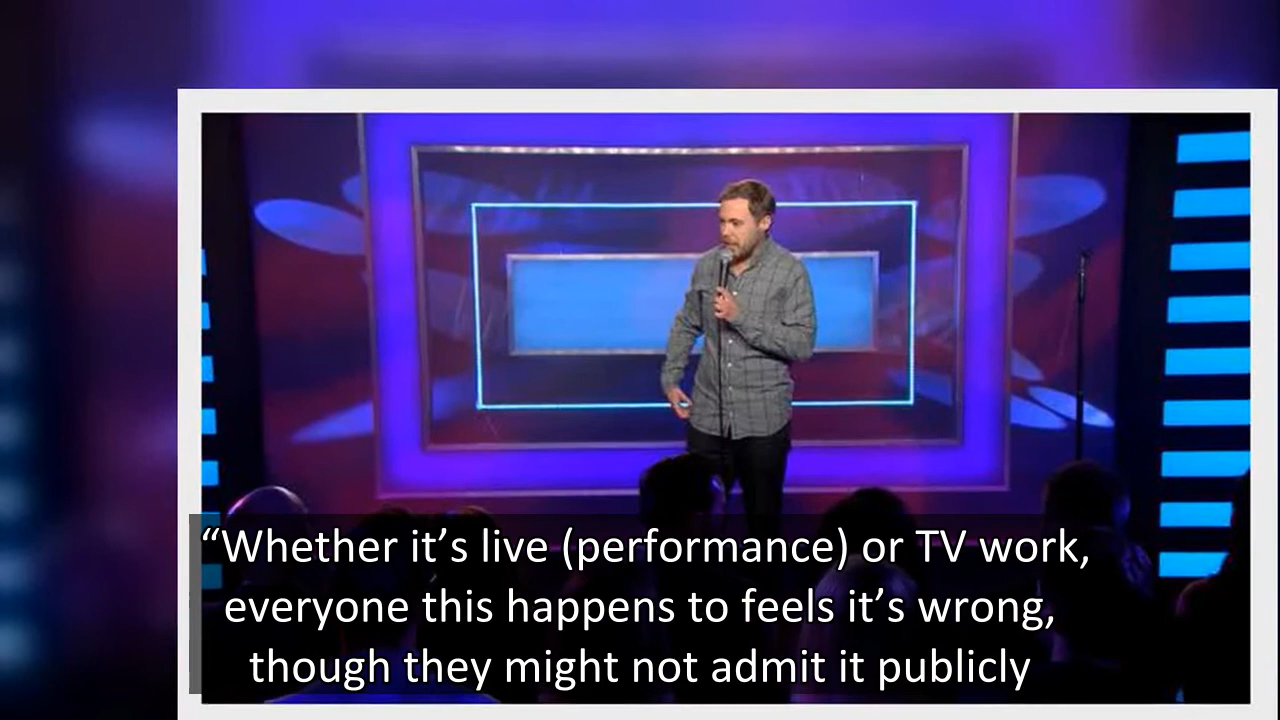 “Whether it’s live (performance) or TV work,
everyone this happens to feels it’s wrong,
though they might not admit it publicly